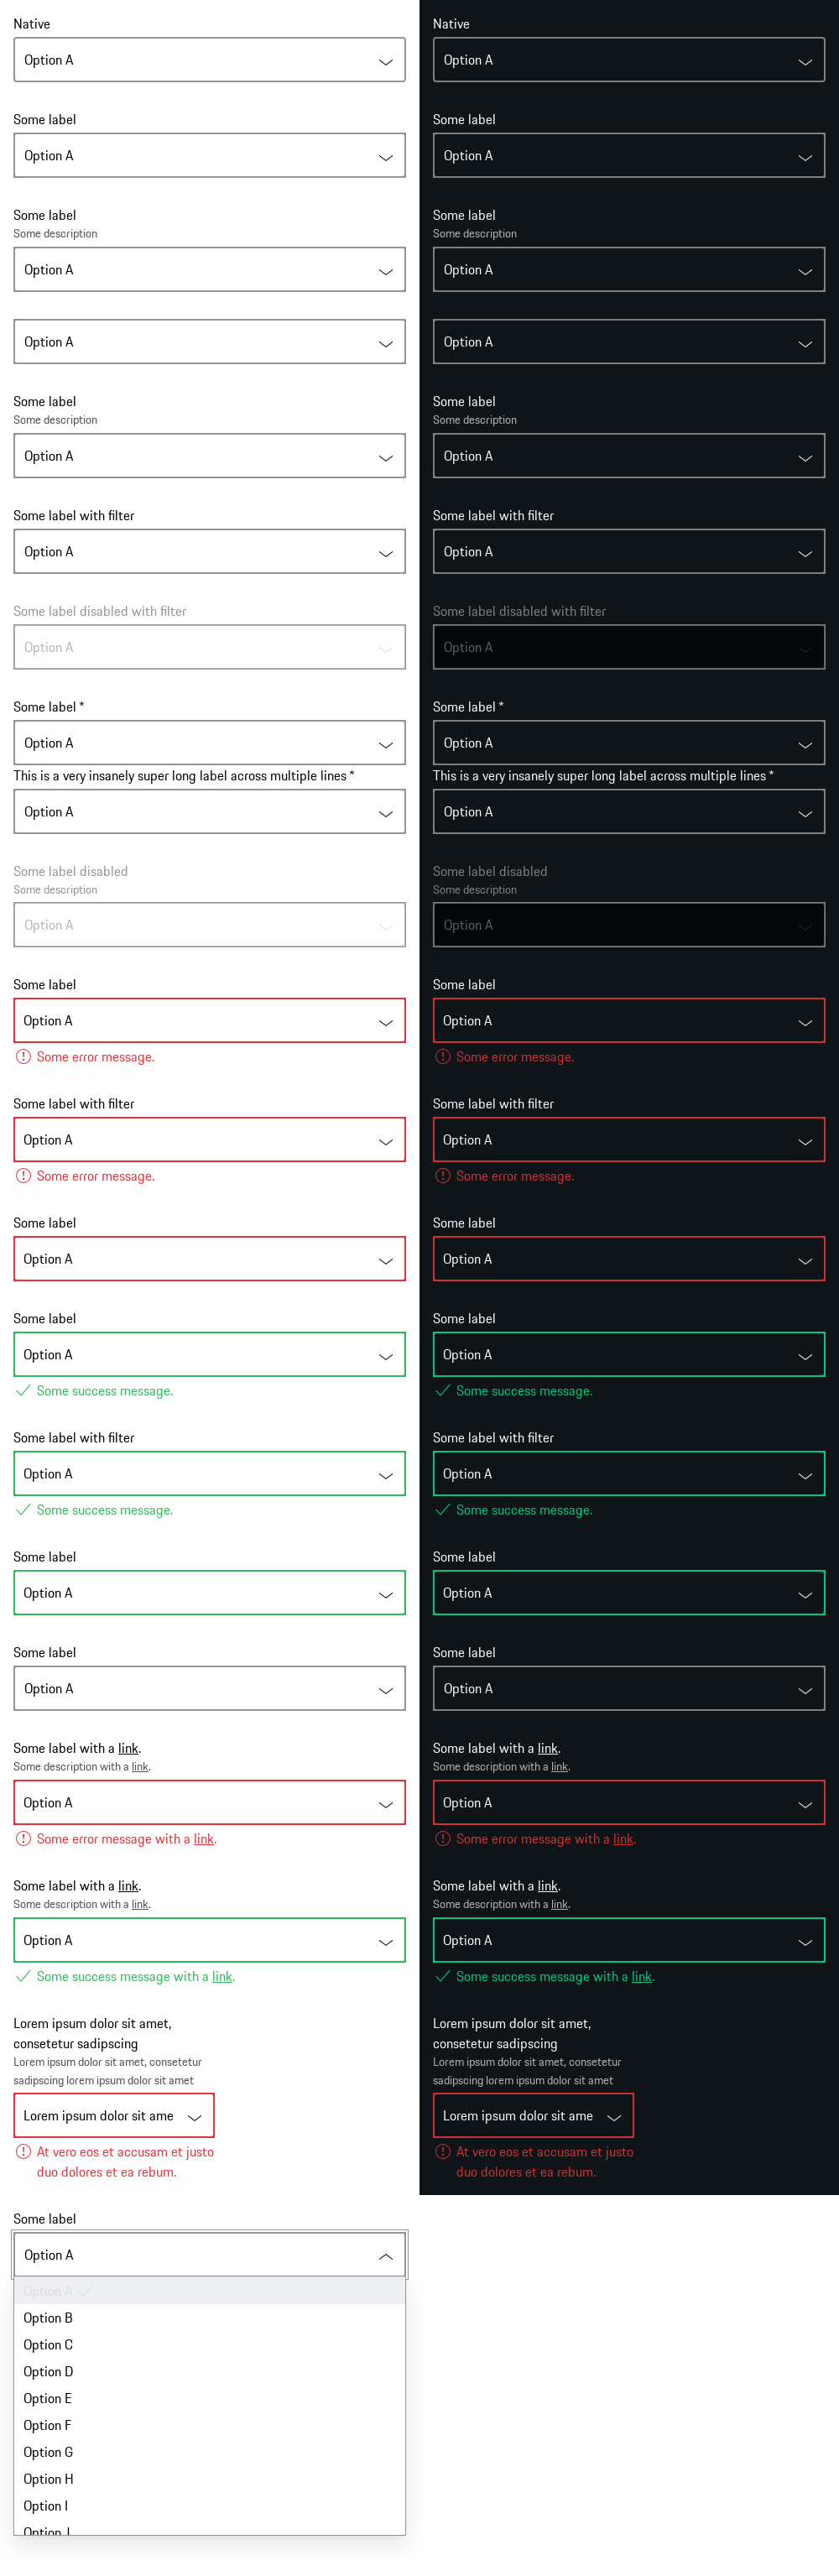 Native
Option A
Some label
Option A
Some label
Some description
Option A
Option A
Some label
Some description
Option A
Some label with filter
Option A
Some label disabled with filter
Option A
Some label *
Option A
This is a very insanely super long label across multiple lines *
Option A
Some label disabled
Some description
Option A
Some label
Option A
Some error message.
Some label with filter
Option A
Some error message.
Some label
Option A
Some label
Option A
Some success message.
Some label with filter
Option A
Some success message.
Some label
Option A
Some label
Option A
Some label with a link.
Some description with a link.
Option A
Some error message with a link.
Some label with a link.
Some description with a link.
Option A
Some success message with a link.
Lorem ipsum dolor sit amet,
consetetur sadipscing
Lorem ipsum dolor sit amet, consetetur
sadipscing lorem ipsum dolor sit amet
Lorem ipsum dolor sit ame
At vero eos et accusam et justo
duo dolores et ea rebum.
Some label
Option A
Option A
Option B
Option C
Option D
Option E
Option F
Option G
Option H
Option I
Option J
Native
Option A
Some label
Option A
Some label
Some description
Option A
Option A
Some label
Some description
Option A
Some label with filter
Option A
Some label disabled with filter
Option A
Some label *
Option A
This is a very insanely super long label across multiple lines *
Option A
Some label disabled
Some description
Option A
Some label
Option A
Some error message.
Some label with filter
Option A
Some error message.
Some label
Option A
Some label
Option A
Some success message.
Some label with filter
Option A
Some success message.
Some label
Option A
Some label
Option A
Some label with a link.
Some description with a link.
Option A
Some error message with a link.
Some label with a link.
Some description with a link.
Option A
Some success message with a link.
Lorem ipsum dolor sit amet,
consetetur sadipscing
Lorem ipsum dolor sit amet, consetetur
sadipscing lorem ipsum dolor sit amet
Lorem ipsum dolor sit ame
At vero eos et accusam et justo
duo dolores et ea rebum.